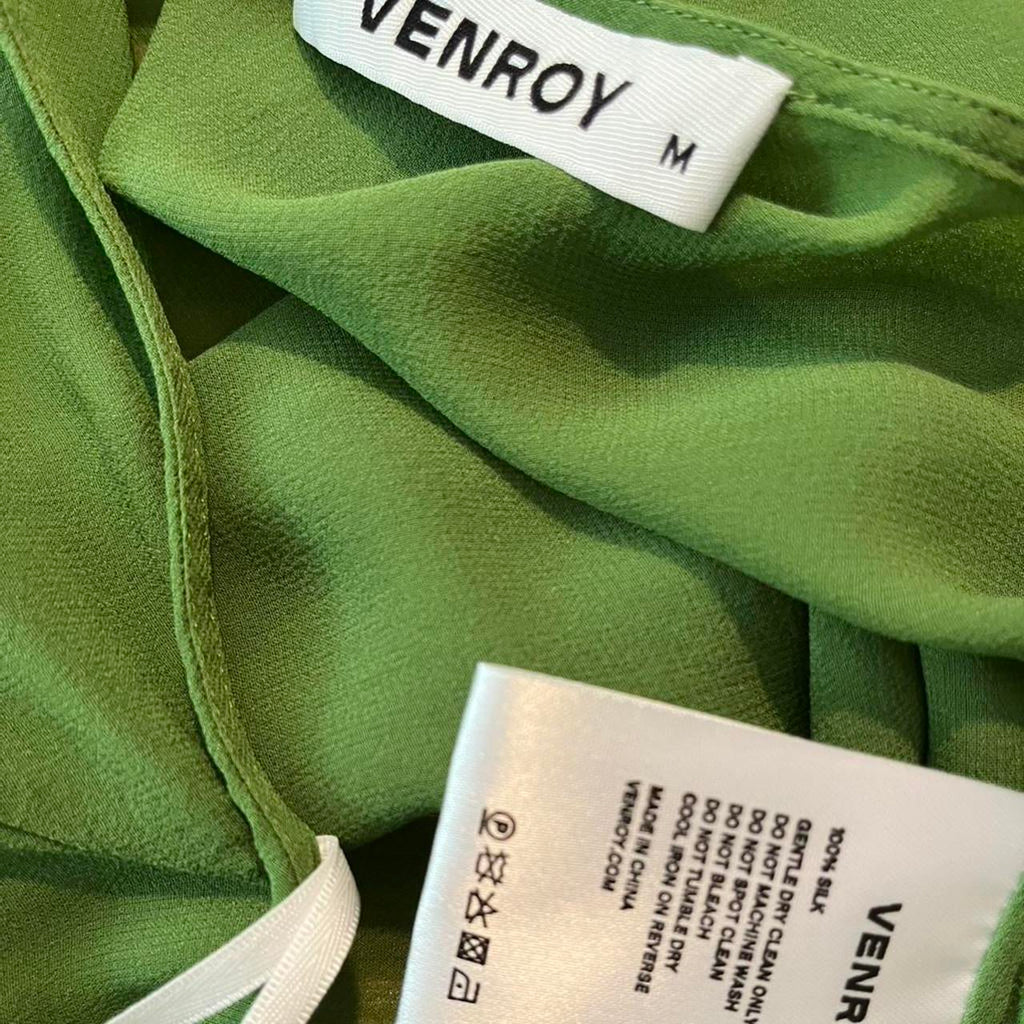 VENROY
M
VENR
100% SILK
GENTLE DRY CLEAN ONLY
DO NOT MACHINE WASH
DO NOT SPOT CLEAN
DO NOT BLEACH
DO NOT TUMBLE DRY
COOL IRON ON REVERSE
MADE IN CHINA
VENROY.COM
P